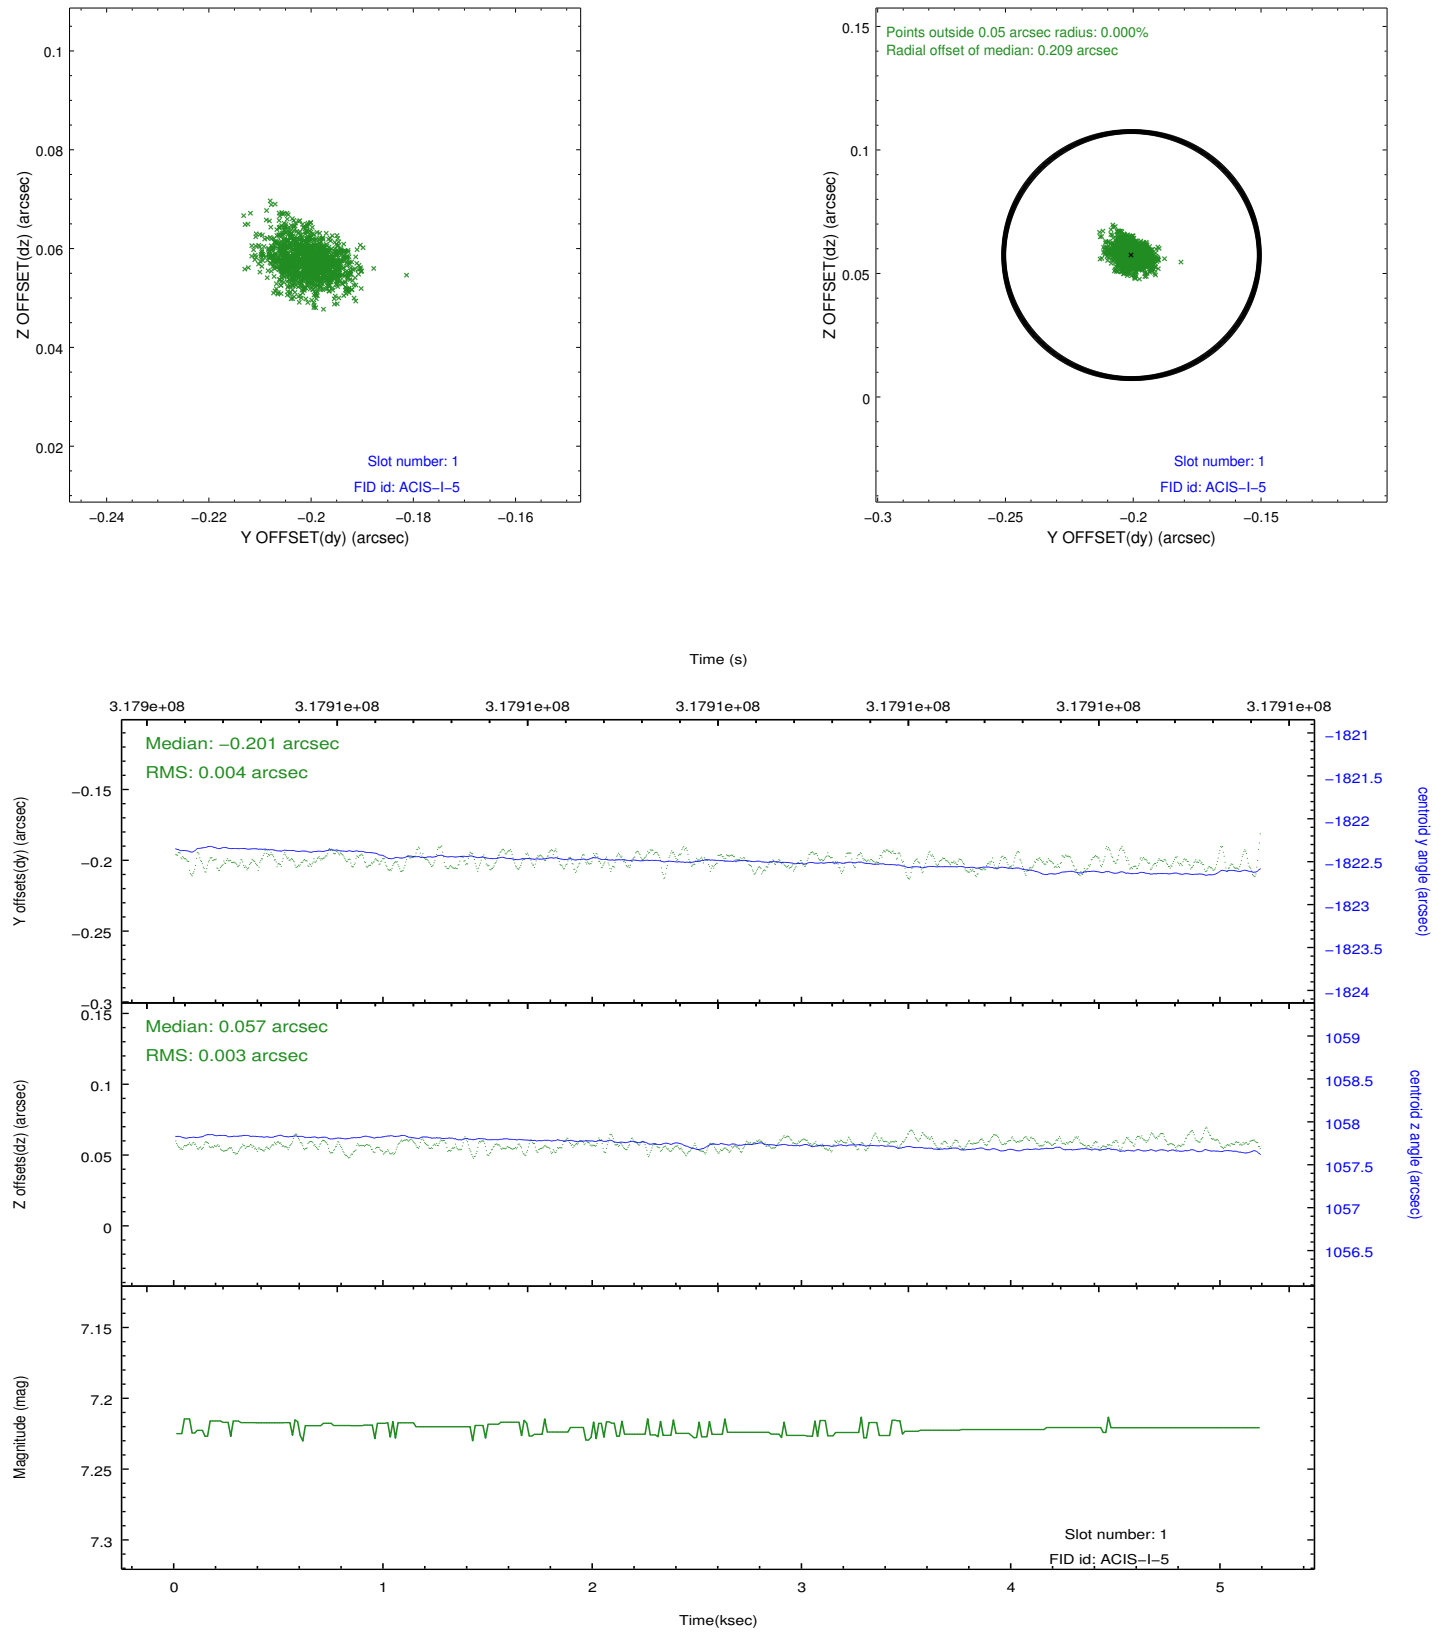 0.1
0.08
0.06
0.04
0.02
Z OFFSET(dz) (arcsec)
Slot number: 1
FID id: ACIS−I−5
−0.24
−0.22
−0.2
−0.18
−0.16
Y OFFSET(dy) (arcsec)
Points outside 0.05 arcsec radius: 0.000%
Radial offset of median: 0.209 arcsec
0.15
0.1
0.05
0
Z OFFSET(dz) (arcsec)
Slot number: 1
FID id: ACIS−I−5
−0.3
−0.25
−0.2
−0.15
Y OFFSET(dy) (arcsec)
Time (s)
3.179e+08
3.1791e+08
3.1791e+08
3.1791e+08
3.1791e+08
3.1791e+08
3.1791e+08
Median: −0.201 arcsec
RMS: 0.004 arcsec
−0.15
−0.2
−0.25
−0.3
Y offsets(dy) (arcsec)
−1821
−1821.5
−1822
−1822.5
−1823
−1823.5
−1824
centroid y angle (arcsec)
Median: 0.057 arcsec
RMS: 0.003 arcsec
0.15
0.1
0.05
0
Z offsets(dz) (arcsec)
1059
1058.5
1058
1057.5
1057
1056.5
centroid z angle (arcsec)
7.15
7.2
7.25
7.3
Magnitude (mag)
Slot number: 1
FID id: ACIS−I−5
0
1
2
3
4
5
Time(ksec)